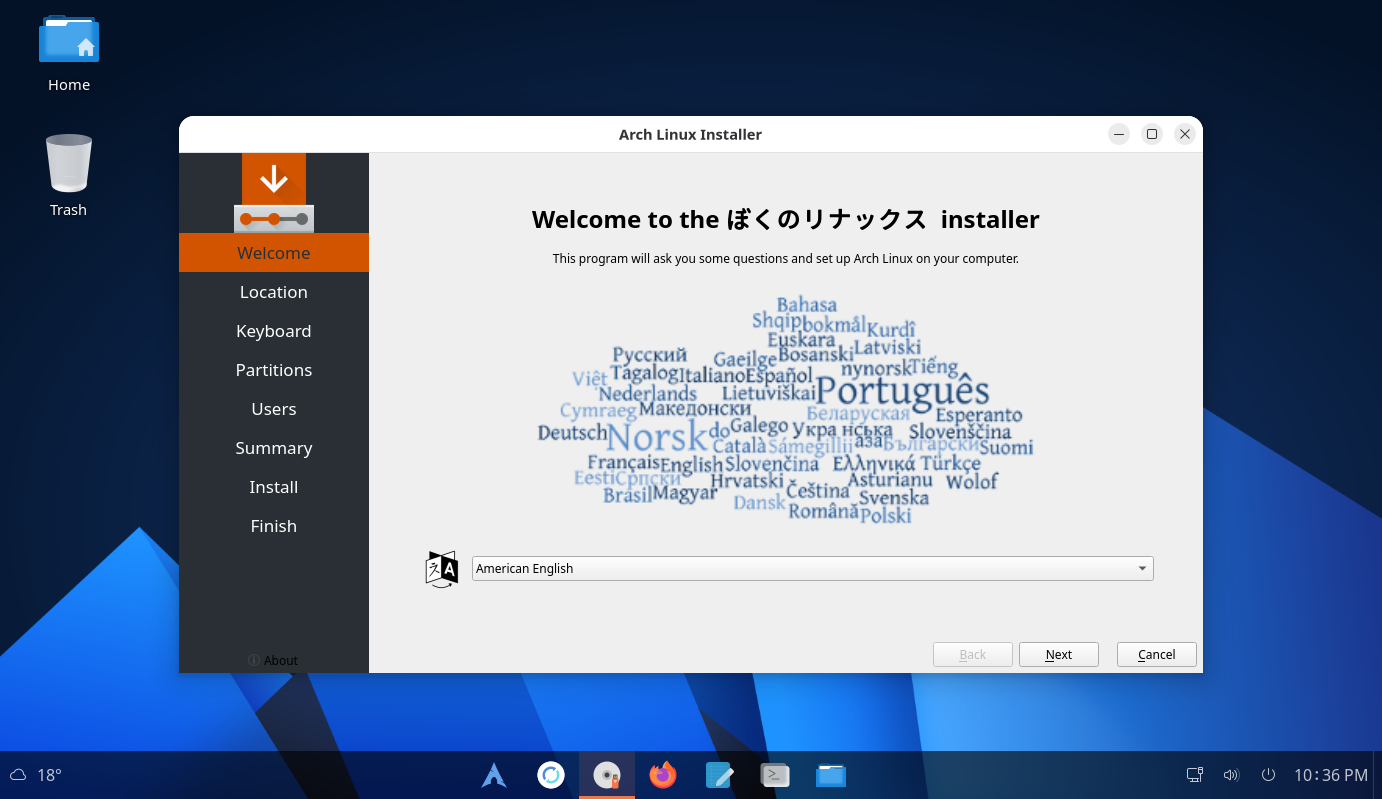 Home
Trash
Arch Linux Installer
Welcome
Location
Keyboard
Partitions
Users
Summary
Install
Finish
About
Welcome to the ぼくのリナックス installer
This program will ask you some questions and set up Arch Linux on your computer.
Bahasa
Shqip bokmål Kurdî
Euskara
Русский Gaeilge Bosanski Latviski
Việt Tagalog Italiano Español nynorsk Tiếng
Nederlands Lietuviškai Português
Cymraeg Македонски Беларуская Esperanto
Deutsch Norsk do Galego Укра нська Slovenščina
Català Sámegillii аза Български Suomi
Français English Slovenčina Ελληνικά Türkçe
Eesti Српски Hrvatski Asturianu Wolof
Brasil Magyar Čeština Svenska
Dansk Română Polski
American English
Back Next Cancel
18° 10:36 PM